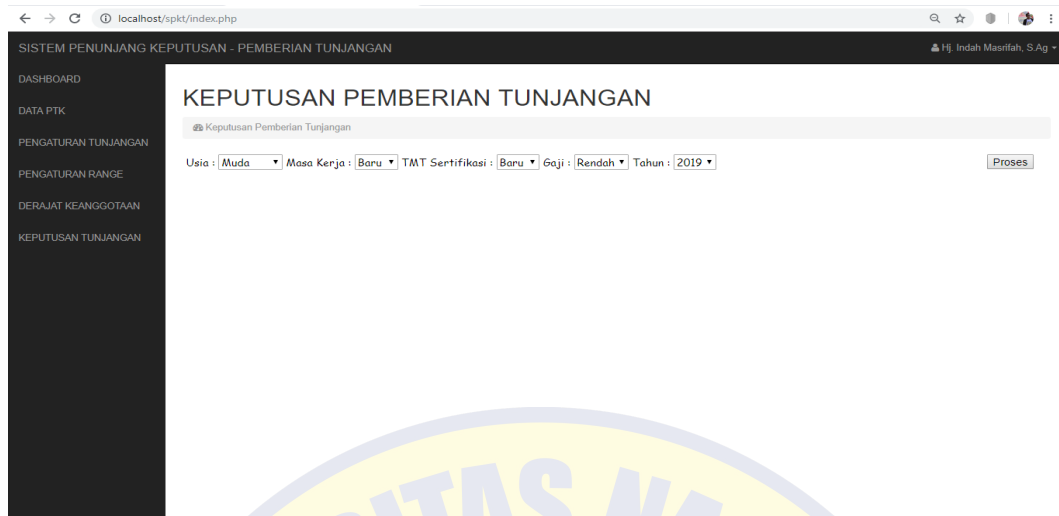 localhost/spkt/index.php
SISTEM PENUNJANG KEPUTUSAN - PEMBERIAN TUNJANGAN
Hj. Indah Masrifah, S.Ag
DASHBOARD
DATA PTK
PENGATURAN TUNJANGAN
PENGATURAN RANGE
DERAJAT KEANGGOTAAN
KEPUTUSAN TUNJANGAN
KEPUTUSAN PEMBERIAN TUNJANGAN
Keputusan Pemberian Tunjangan
Usia : Muda Masa Kerja : Baru TMT Sertifikasi : Baru Gaji : Rendah Tahun : 2019 Proses
ITAS NA